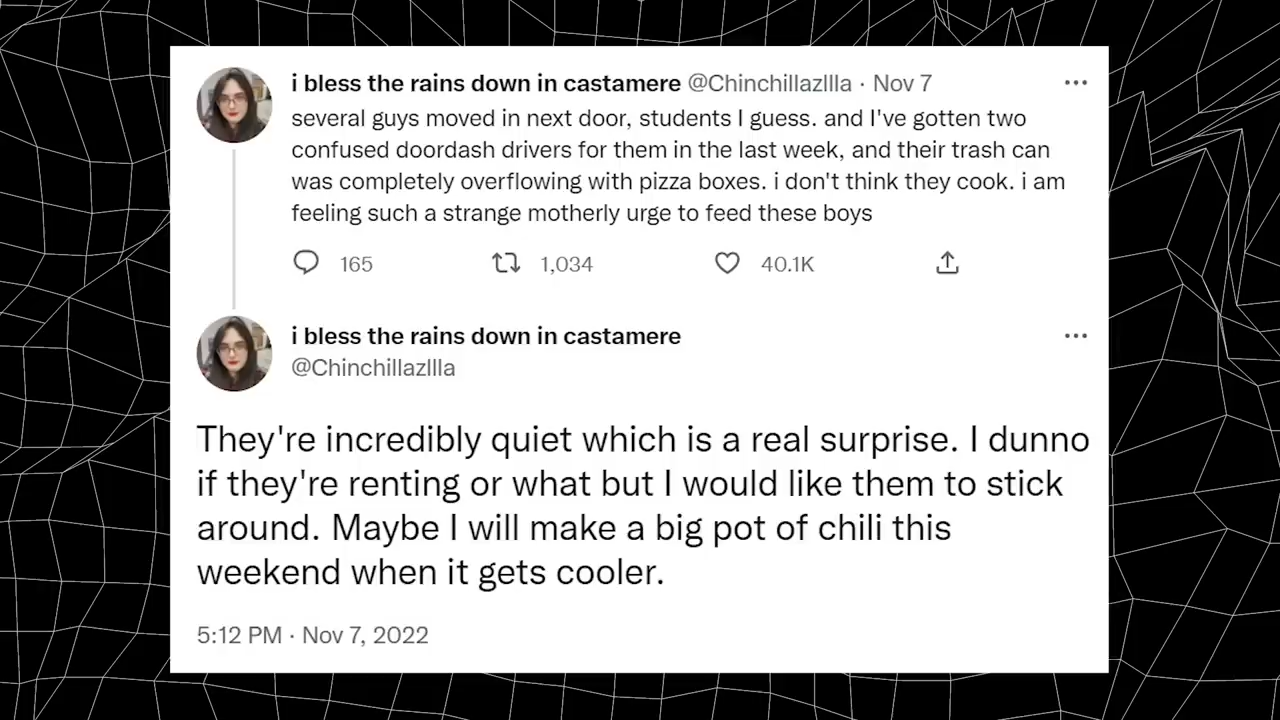 i bless the rains down in castamere @Chinchillazllla · Nov 7
several guys moved in next door, students I guess. and I've gotten two
confused doordash drivers for them in the last week, and their trash can
was completely overflowing with pizza boxes. i don't think they cook. i am
feeling such a strange motherly urge to feed these boys
165 1,034 40.1K
i bless the rains down in castamere
@Chinchillazllla
They're incredibly quiet which is a real surprise. I dunno
if they're renting or what but I would like them to stick
around. Maybe I will make a big pot of chili this
weekend when it gets cooler.
5:12 PM · Nov 7, 2022